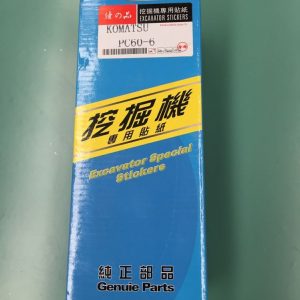 挖掘機專用貼紙
EXCAVATOR STICKERS
KOMATSU
PC60-6
挖掘機
專用貼紙
Excavator Special
Stickers
純正部品
Genuie Parts